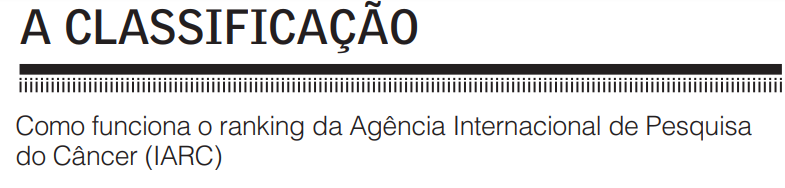 A CLASSIFICAÇÃO
Como funciona o ranking da Agência Internacional de Pesquisa
do Câncer (IARC)